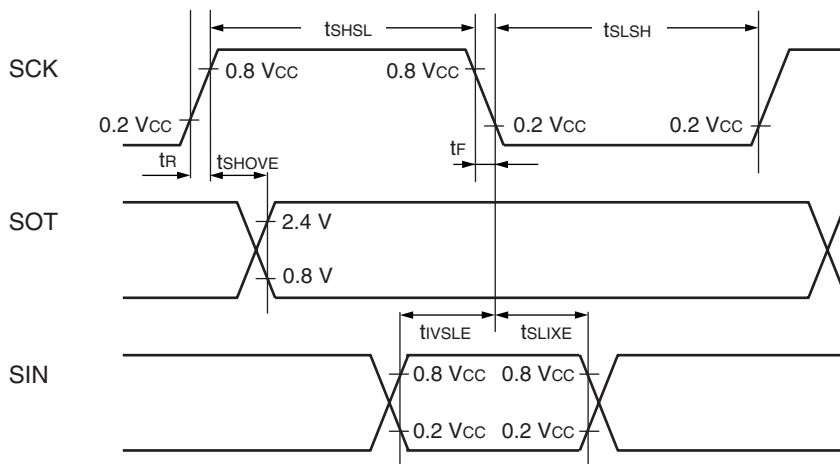 tSHSL tSLSH
SCK 0.8 VCC 0.8 VCC
0.2 VCC 0.2 VCC 0.2 VCC
tR tSHOVE tF
SOT 2.4 V
0.8 V
tIVSLE tSLIXE
SIN 0.8 VCC 0.8 VCC
0.2 VCC 0.2 VCC